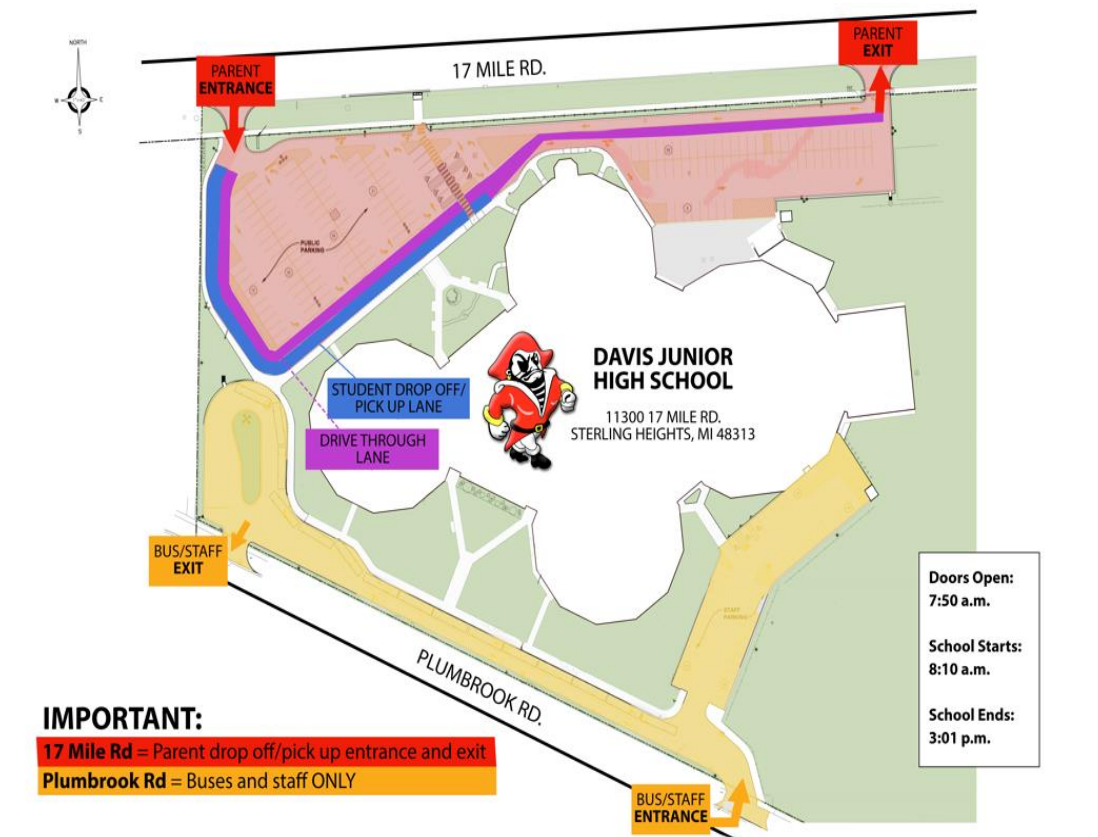 NORTH
W
E
S
PARENT
ENTRANCE
17 MILE RD.
PARENT
EXIT
PUBLIC
PARKING
STUDENT DROP OFF/
PICK UP LANE
DRIVE THROUGH
LANE
DAVIS JUNIOR
HIGH SCHOOL
11300 17 MILE RD.
STERLING HEIGHTS, MI 48313
BUS/STAFF
EXIT
STAFF
PARKING
PLUMBROOK RD.
Doors Open:
7:50 a.m.
School Starts:
8:10 a.m.
School Ends:
3:01 p.m.
IMPORTANT:
17 Mile Rd = Parent drop off/pick up entrance and exit
Plumbrook Rd = Buses and staff ONLY
BUS/STAFF
ENTRANCE